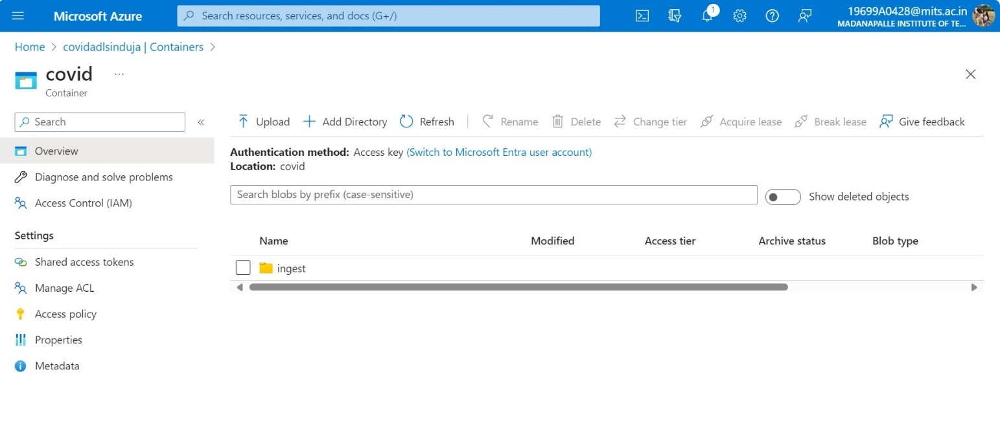 Microsoft Azure
Search resources, services, and docs (G+/)
1
19699A0428@mits.ac.in
MADANAPALLE INSTITUTE OF TE...
Home > covidadlsinduja | Containers >
covid ...
Container
Search «
Upload Add Directory Refresh Rename Delete Change tier Acquire lease Break lease Give feedback
Overview
Diagnose and solve problems
Access Control (IAM)
Settings
Shared access tokens
Manage ACL
Access policy
Properties
Metadata
Authentication method: Access key (Switch to Microsoft Entra user account)
Location: covid
Search blobs by prefix (case-sensitive)
Show deleted objects
Name Modified Access tier Archive status Blob type
ingest